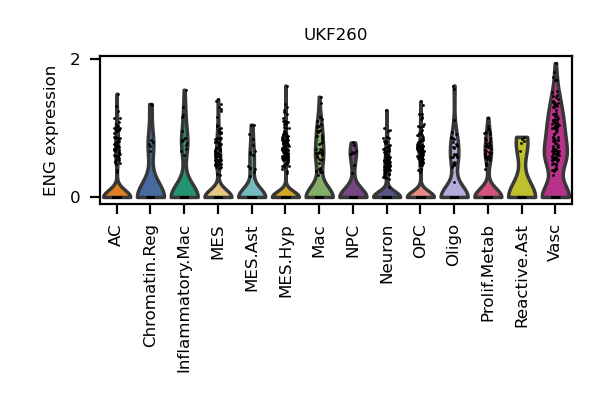 UKF260
ENG expression
2
0
AC
Chromatin.Reg
Inflammatory.Mac
MES
MES.Ast
MES.Hyp
Mac
NPC
Neuron
OPC
Oligo
Prolif.Metab
Reactive.Ast
Vasc